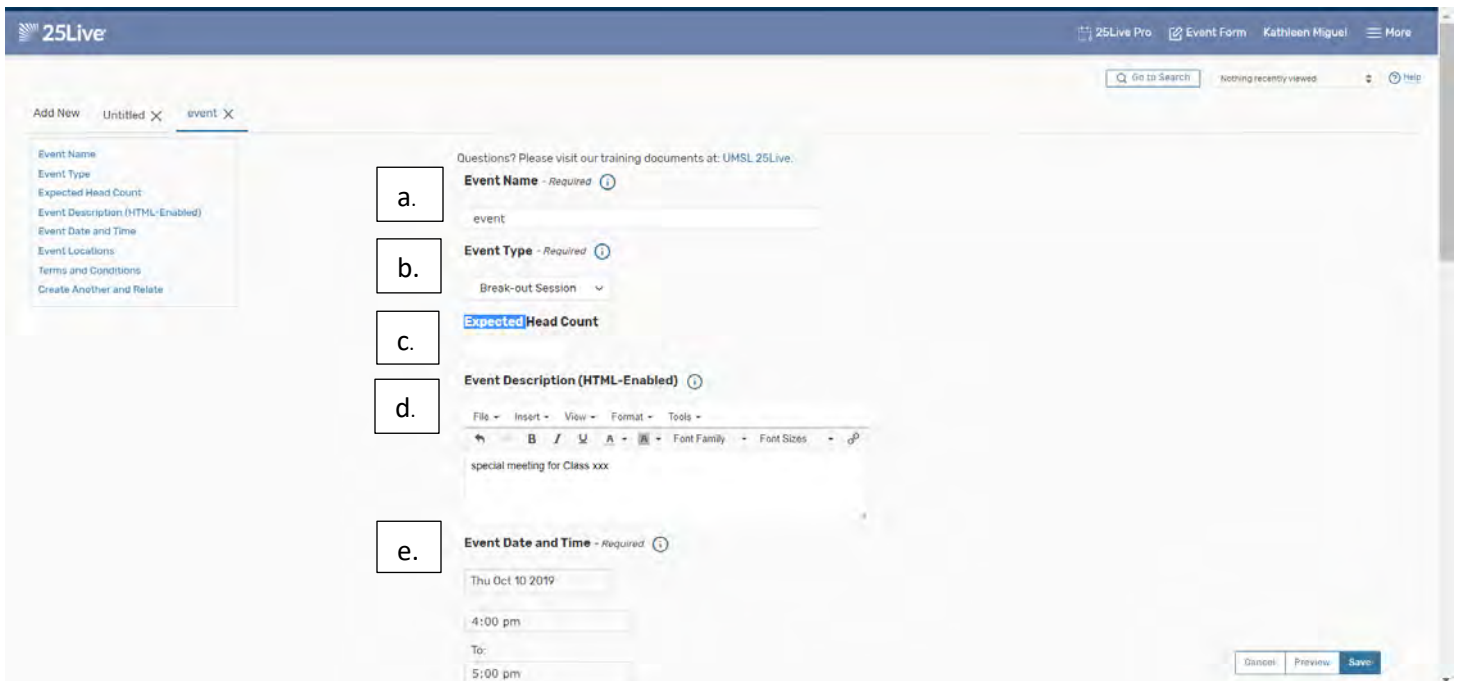 25Live
25Live Pro Event Form Kathleen Miguel More
Go to Search Nothing recently viewed Help
Add New Untitled event
Event Name
Event Type
Expected Head Count
Event Description (HTML-Enabled)
Event Date and Time
Event Locations
Terms and Conditions
Create Another and Relate
Questions? Please visit our training documents at: UMSL 25Live.
a.
Event Name - Required
event
b.
Event Type - Required
Break-out Session
c.
Expected Head Count
d.
Event Description (HTML-Enabled)
File Insert View Format Tools
B I U A A Font Family Font Sizes
special meeting for Class xxx
e.
Event Date and Time - Required
Thu Oct 10 2019
4:00 pm
To:
5:00 pm
Cancel Preview Save